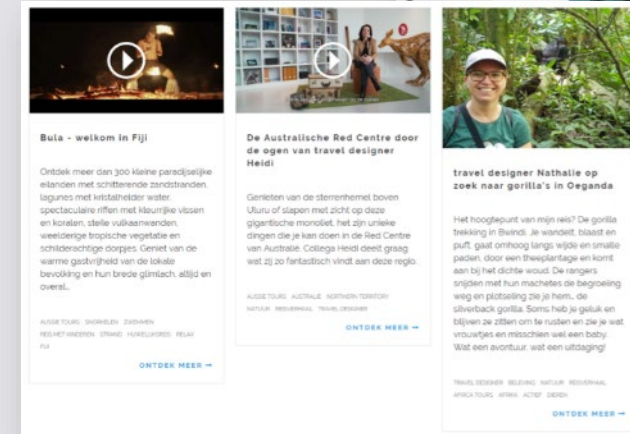 Bula - welkom in Fiji
Ontdek meer dan 300 kleine paradijselijke
eilanden met schitterende zandstranden,
lagunes met kristalhelder water,
spectaculaire riffen met kleurrijke vissen
en koralen, steile vulkaanwanden,
weelderige tropische vegetatie en
schilderachtige dorpjes. Geniet van de
warme gastvrijheid van de lokale
bevolking en hun brede glimlach, altijd en
overal...
AUSSIE TOURS SNORKELEN ZWEMMEN
REIS MET KINDEREN STRAND HUWELIJKSREIS RELAX
FIJI
ONTDEK MEER →
De Australische Red Centre door
de ogen van travel designer
Heidi
Genieten van de sterrenhemel boven
Uluru of slapen met zicht op deze
gigantische monoliet, het zijn unieke
dingen die je kan doen in de Red Centre
van Australië. Collega Heidi deelt graag
wat zij zo fantastisch vindt aan deze regio.
AUSSIE TOURS AUSTRALIE NORTHERN TERRITORY
NATUUR REISVERHAAL TRAVEL DESIGNER
ONTDEK MEER →
travel designer Nathalie op
zoek naar gorilla's in Oeganda
Het hoogtepunt van mijn reis? De gorilla
trekking in Bwindi. Je wandelt, blaast en
puft, gaat omhoog langs wijde en smalle
paden, door een theeplantage en komt
aan bij het dichte woud. De rangers
snijden met hun machetes de begroeiing
weg en plotseling zie je hem... de
silverback gorilla. Soms heb je geluk en
blijven ze zitten om te rusten en zie je wat
vrouwtjes en misschien wel een baby.
Wat een avontuur, wat een uitdaging!
TRAVEL DESIGNER BELEVING NATUUR REISVERHAAL
AFRICA TOURS AFRIKA ACTIEF DIEREN
ONTDEK MEER →